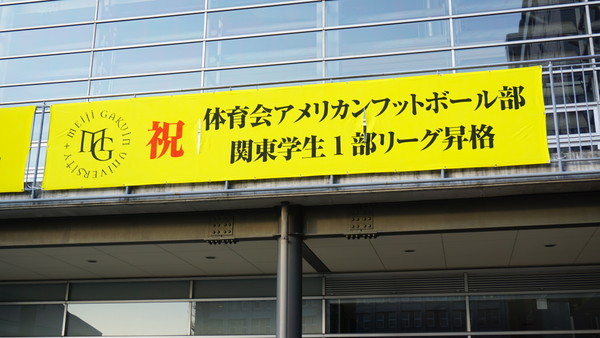 MEIJI GAKUIN UNIVERSITY
MG
祝
体育会アメリカンフットボール部
関東学生1部リーグ昇格